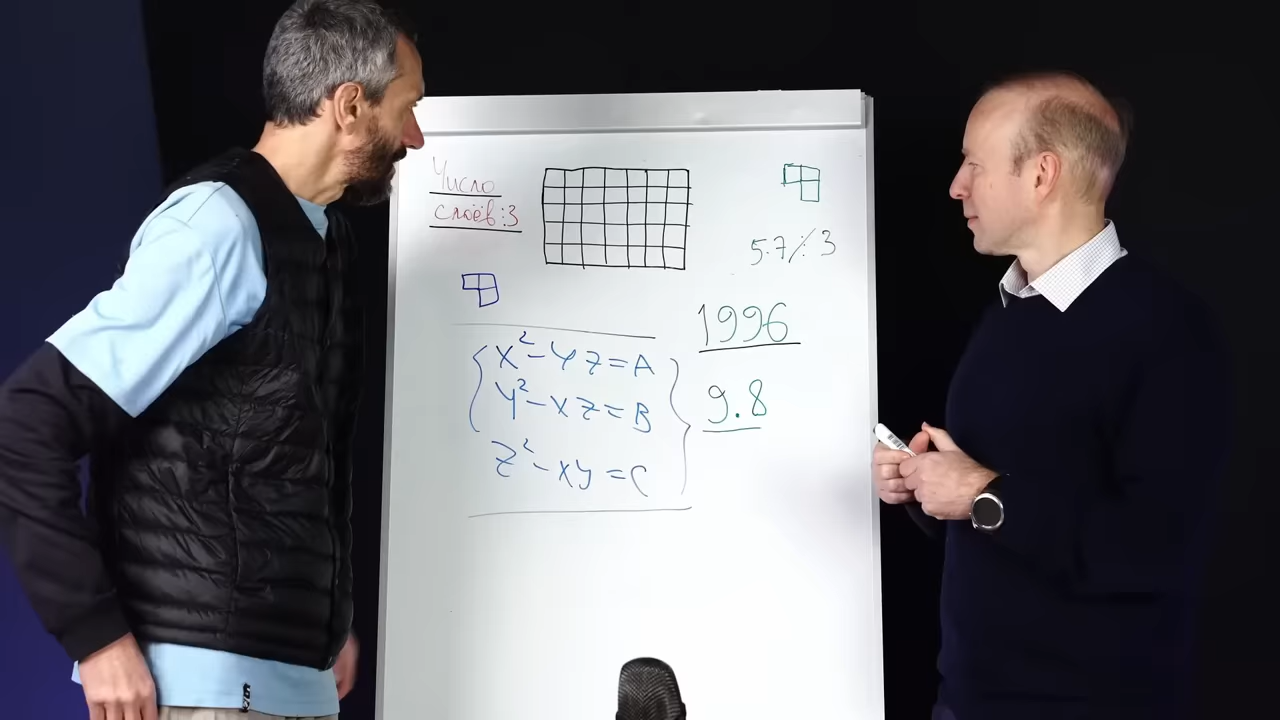 Число
слоёв:3
5.7⁒3
1996
9.8
x²-yz=A
y²-xz=B
z²-xy=C